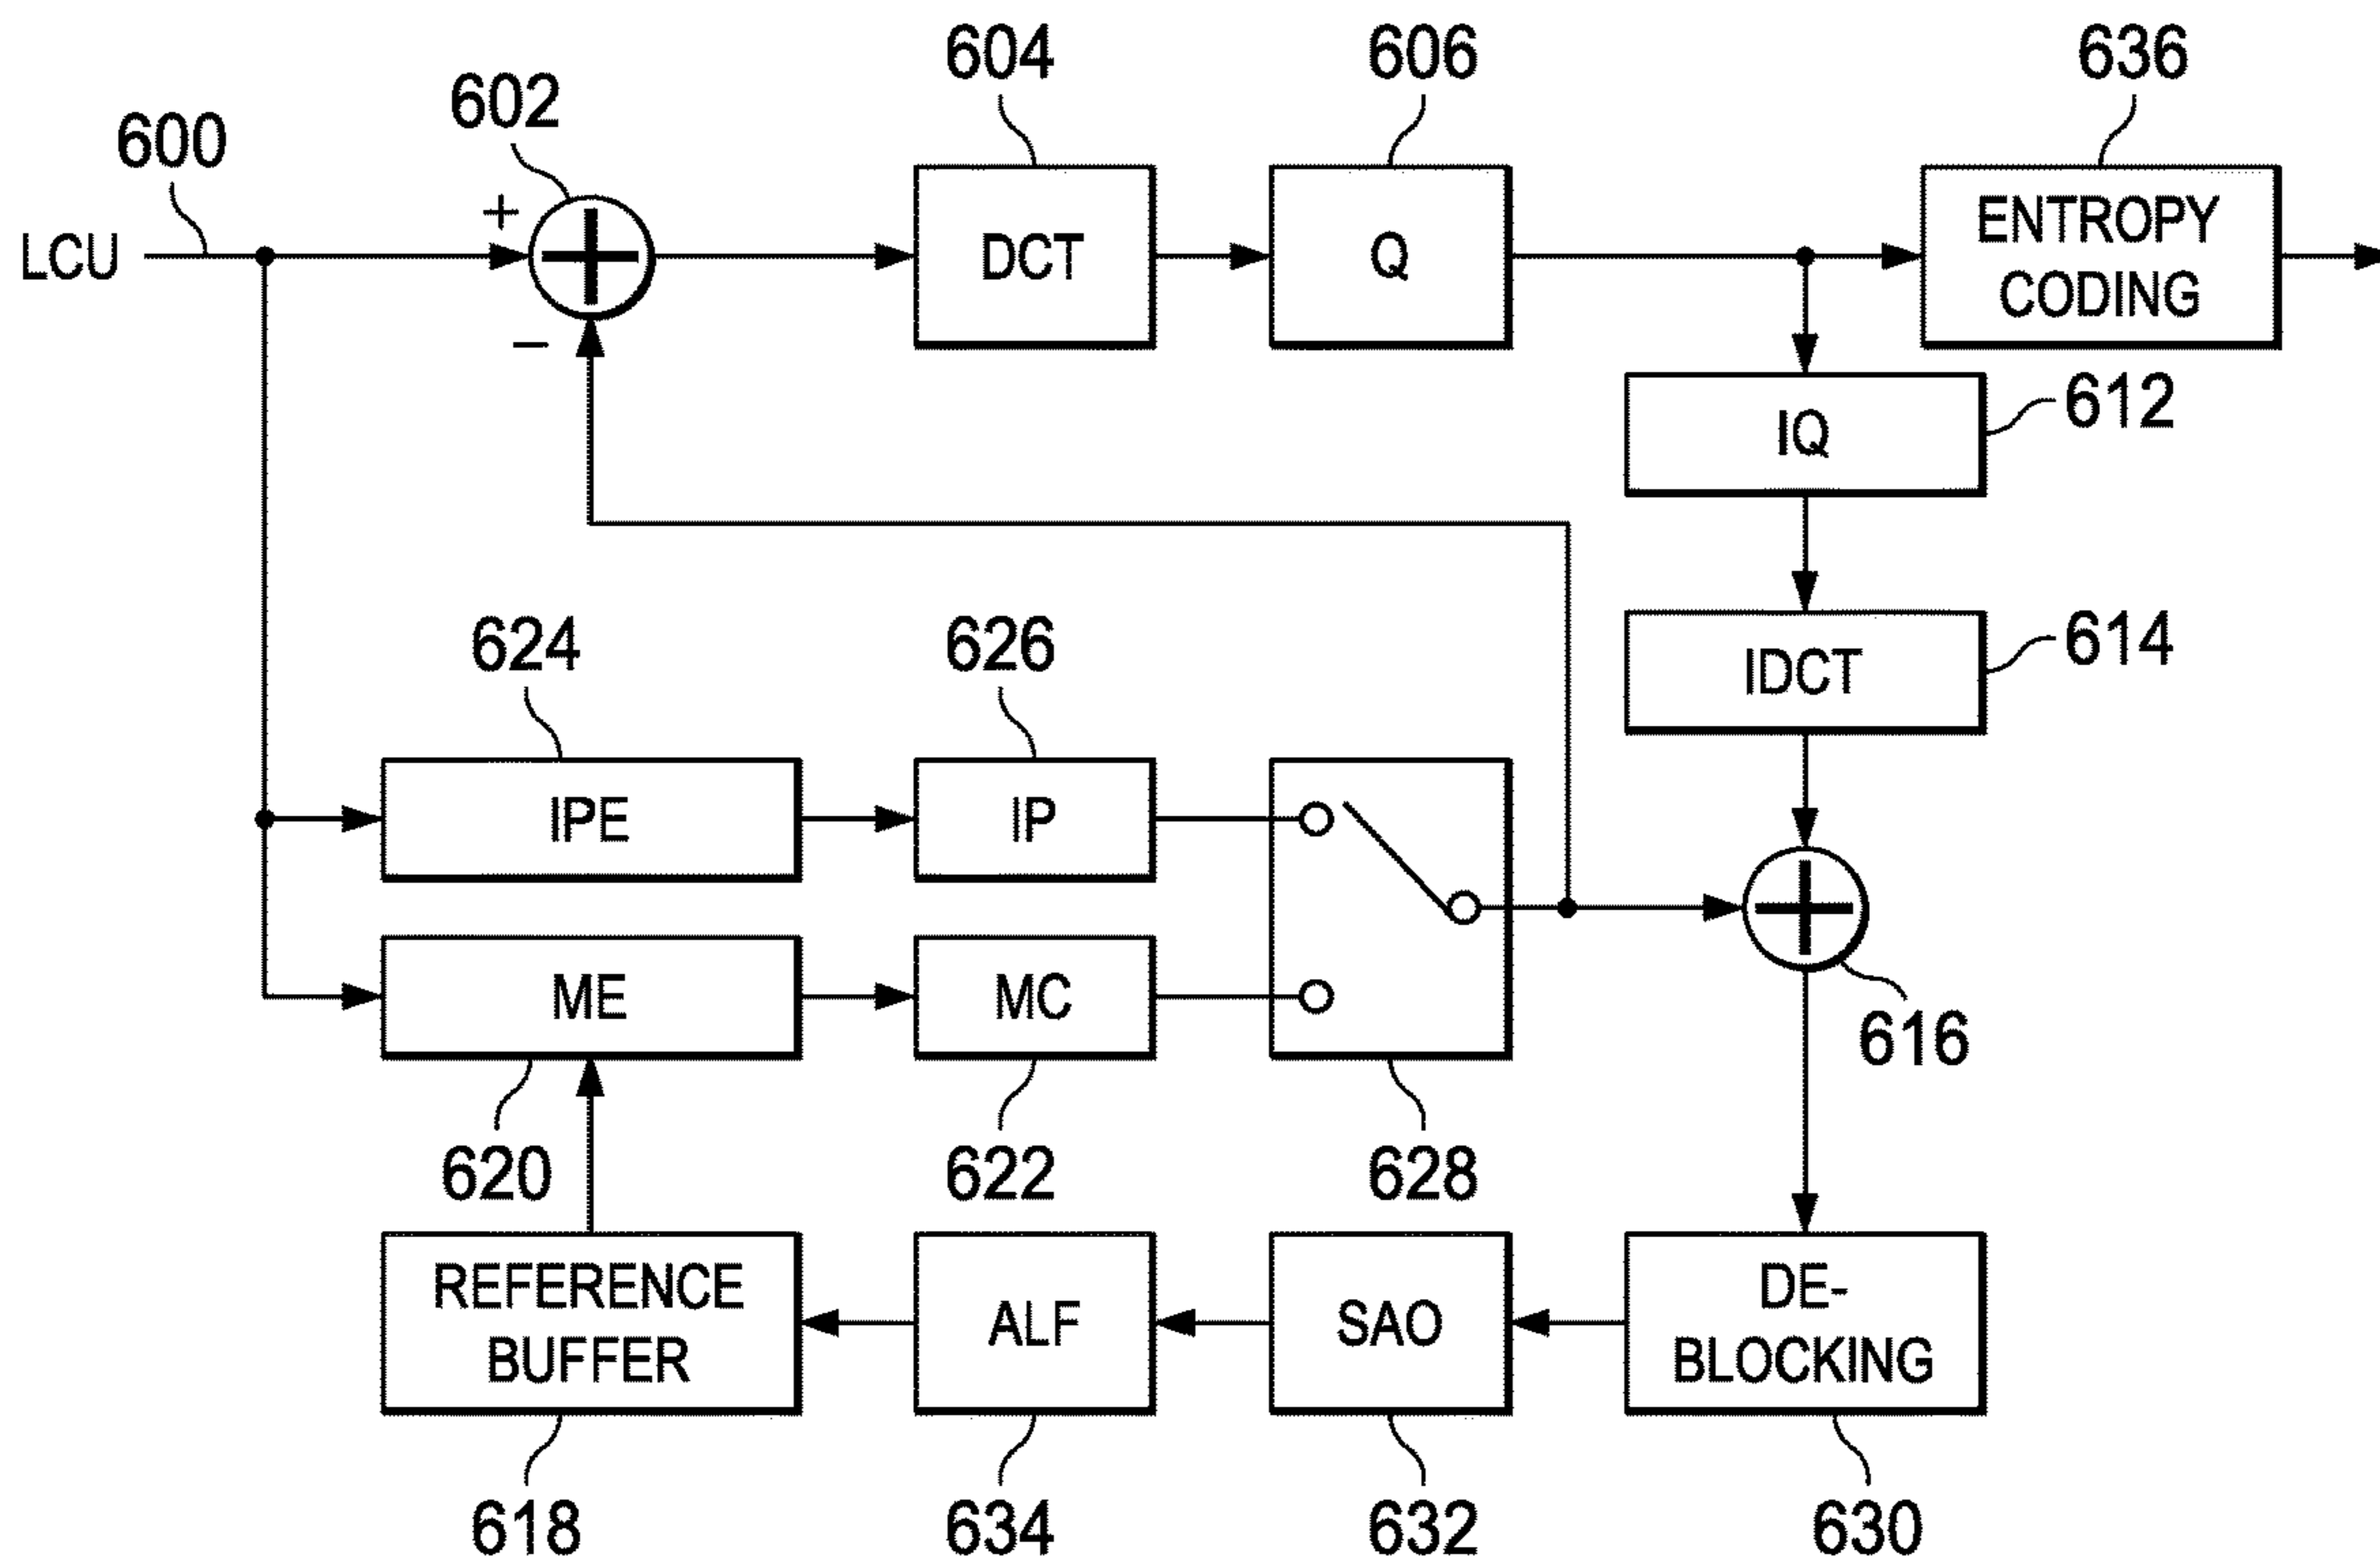 604
606
636
602
600
+
LCU
DCT
Q
ENTROPY
CODING
−
612
IQ
624
626
614
IDCT
IPE
IP
ME
MC
616
620
622
628
REFERENCE
BUFFER
ALF
SAO
DE-
BLOCKING
618
634
632
630